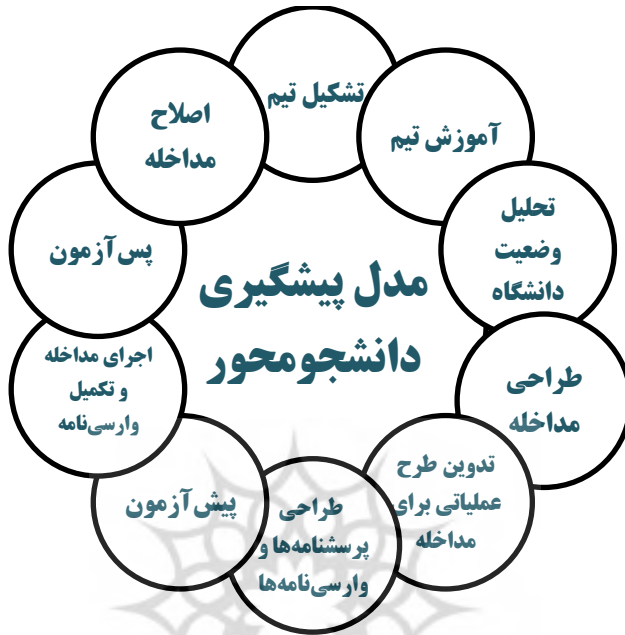 تشکیل تیم
آموزش تیم
تحلیل
وضعیت
دانشگاه
طراحی
مداخله
تدوین طرح
عملیاتی برای
مداخله
طراحی
پرسشنامه‌ها و
وارسی‌نامه‌ها
پیش‌آزمون
اجرای مداخله
و تکمیل
وارسی‌نامه
پس‌آزمون
اصلاح
مداخله
مدل پیشگیری
دانشجومحور